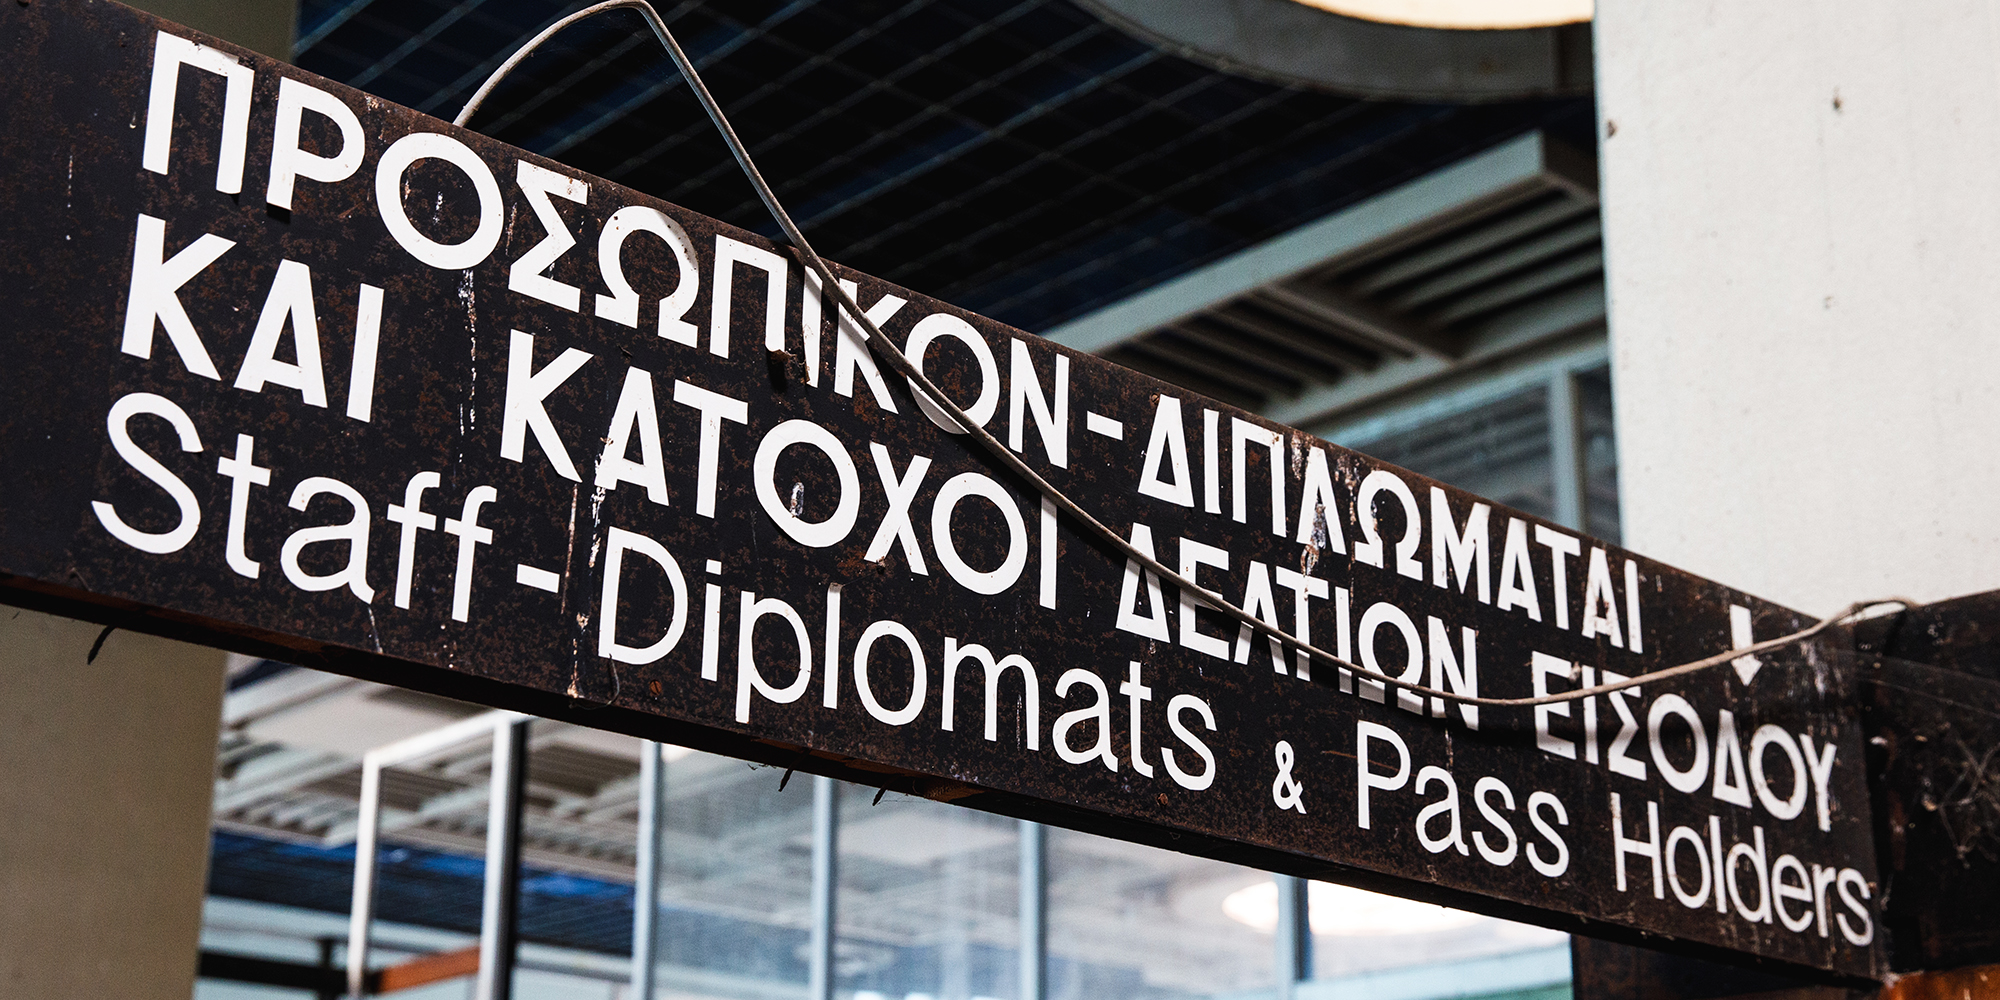 ΠΡΟΣΩΠΙΚΟΝ-ΔΙΠΛΩΜΑΤΑΙ
ΚΑΙ ΚΑΤΟΧΟΙ ΔΕΛΤΙΩΝ ΕΙΣΟΔΟΥ
Staff-Diplomats & Pass Holders